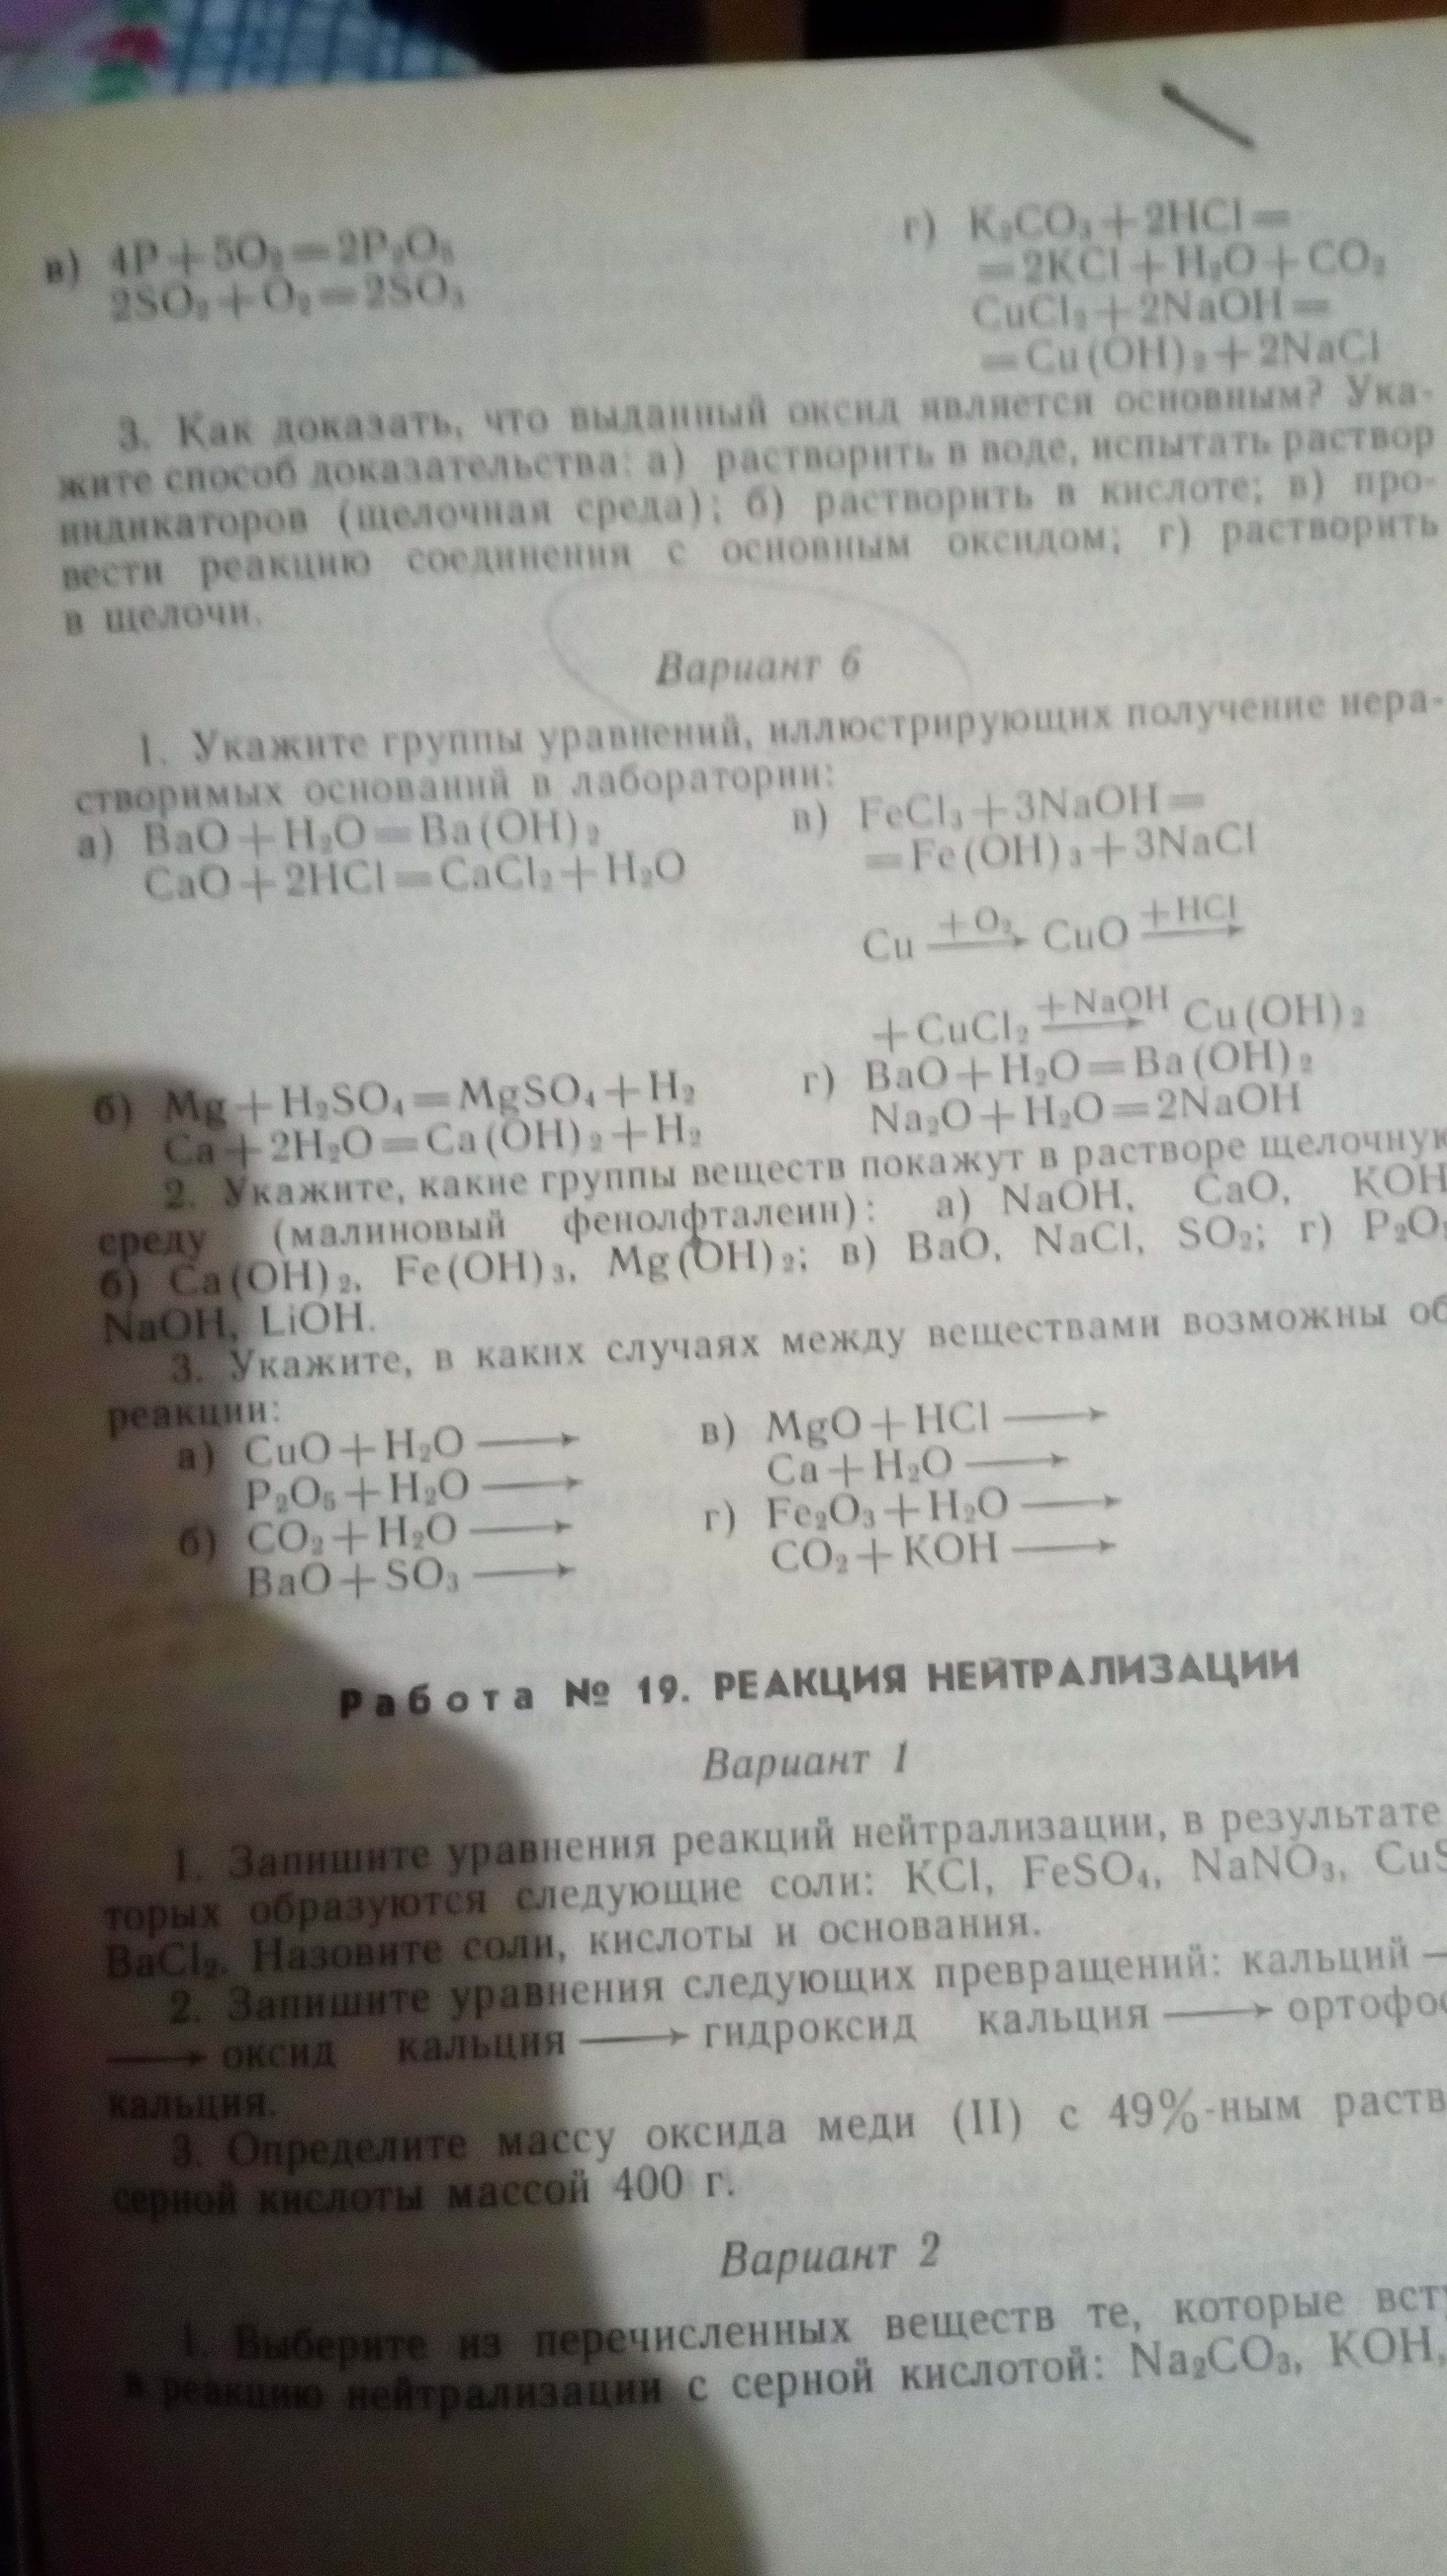 в) 4P+5O₂=2P₂O₅
2SO₂+O₂=2SO₃
г) K₂CO₃+2HCl=
=2KCl+H₂O+CO₂
CuCl₂+2NaOH=
=Cu(OH)₂+2NaCl
3. Как доказать, что выданный оксид является основным? Ука-
жите способ доказательства: а) растворить в воде, испытать раствор
индикаторов (щелочная среда); б) растворить в кислоте; в) про-
вести реакцию соединения с основным оксидом; г) растворить
в щелочи.
Вариант 6
1. Укажите группы уравнений, иллюстрирующих получение нера-
створимых оснований в лаборатории:
а) BaO+H₂O=Ba(OH)₂
CaO+2HCl=CaCl₂+H₂O
в) FeCl₃+3NaOH=
=Fe(OH)₃+3NaCl
Cu +O₂⟶ CuO +HCl⟶
+CuCl₂ +NaOH⟶ Cu(OH)₂
б) Mg+H₂SO₄=MgSO₄+H₂
Ca+2H₂O=Ca(OH)₂+H₂
г) BaO+H₂O=Ba(OH)₂
Na₂O+H₂O=2NaOH
2. Укажите, какие группы веществ покажут в растворе щелочную
среду (малиновый фенолфталеин): а) NaOH, CaO, KOH
б) Ca(OH)₂, Fe(OH)₃, Mg(OH)₂; в) BaO, NaCl, SO₂; г) P₂O₅
NaOH, LiOH.
3. Укажите, в каких случаях между веществами возможны об
реакции:
а) CuO+H₂O⟶
P₂O₅+H₂O⟶
б) CO₂+H₂O⟶
BaO+SO₃⟶
в) MgO+HCl⟶
Ca+H₂O⟶
г) Fe₂O₃+H₂O⟶
CO₂+KOH⟶
Работа № 19. РЕАКЦИЯ НЕЙТРАЛИЗАЦИИ
Вариант 1
1. Запишите уравнения реакций нейтрализации, в результате
торых образуются следующие соли: KCl, FeSO₄, NaNO₃, CuS
BaCl₂. Назовите соли, кислоты и основания.
2. Запишите уравнения следующих превращений: кальций —
⟶ оксид кальция ⟶ гидроксид кальция ⟶ ортофос
кальция.
3. Определите массу оксида меди (II) с 49%-ным раств
серной кислоты массой 400 г.
Вариант 2
1. Выберите из перечисленных веществ те, которые всту
в реакцию нейтрализации с серной кислотой: Na₂CO₃, KOH,